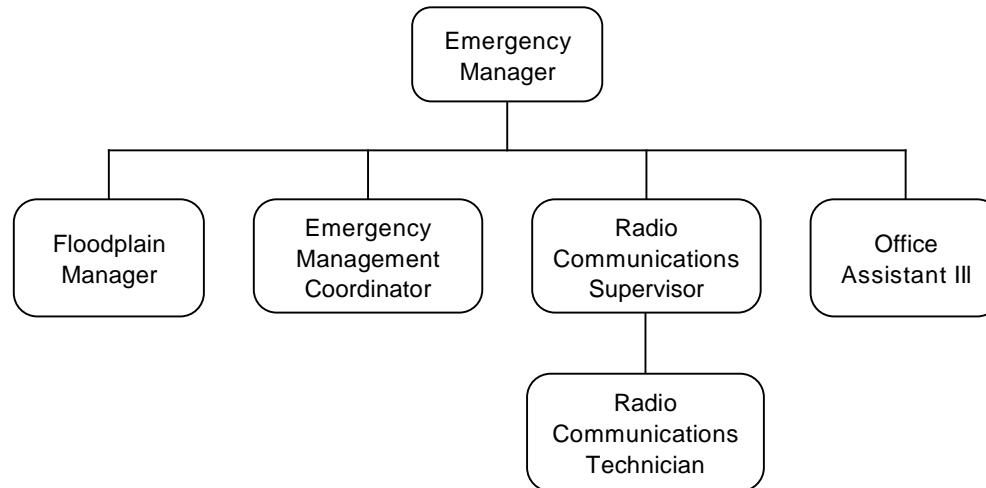 Emergency
Manager
Floodplain
Manager
Emergency
Management
Coordinator
Radio
Communications
Supervisor
Office
Assistant III
Radio
Communications
Technician